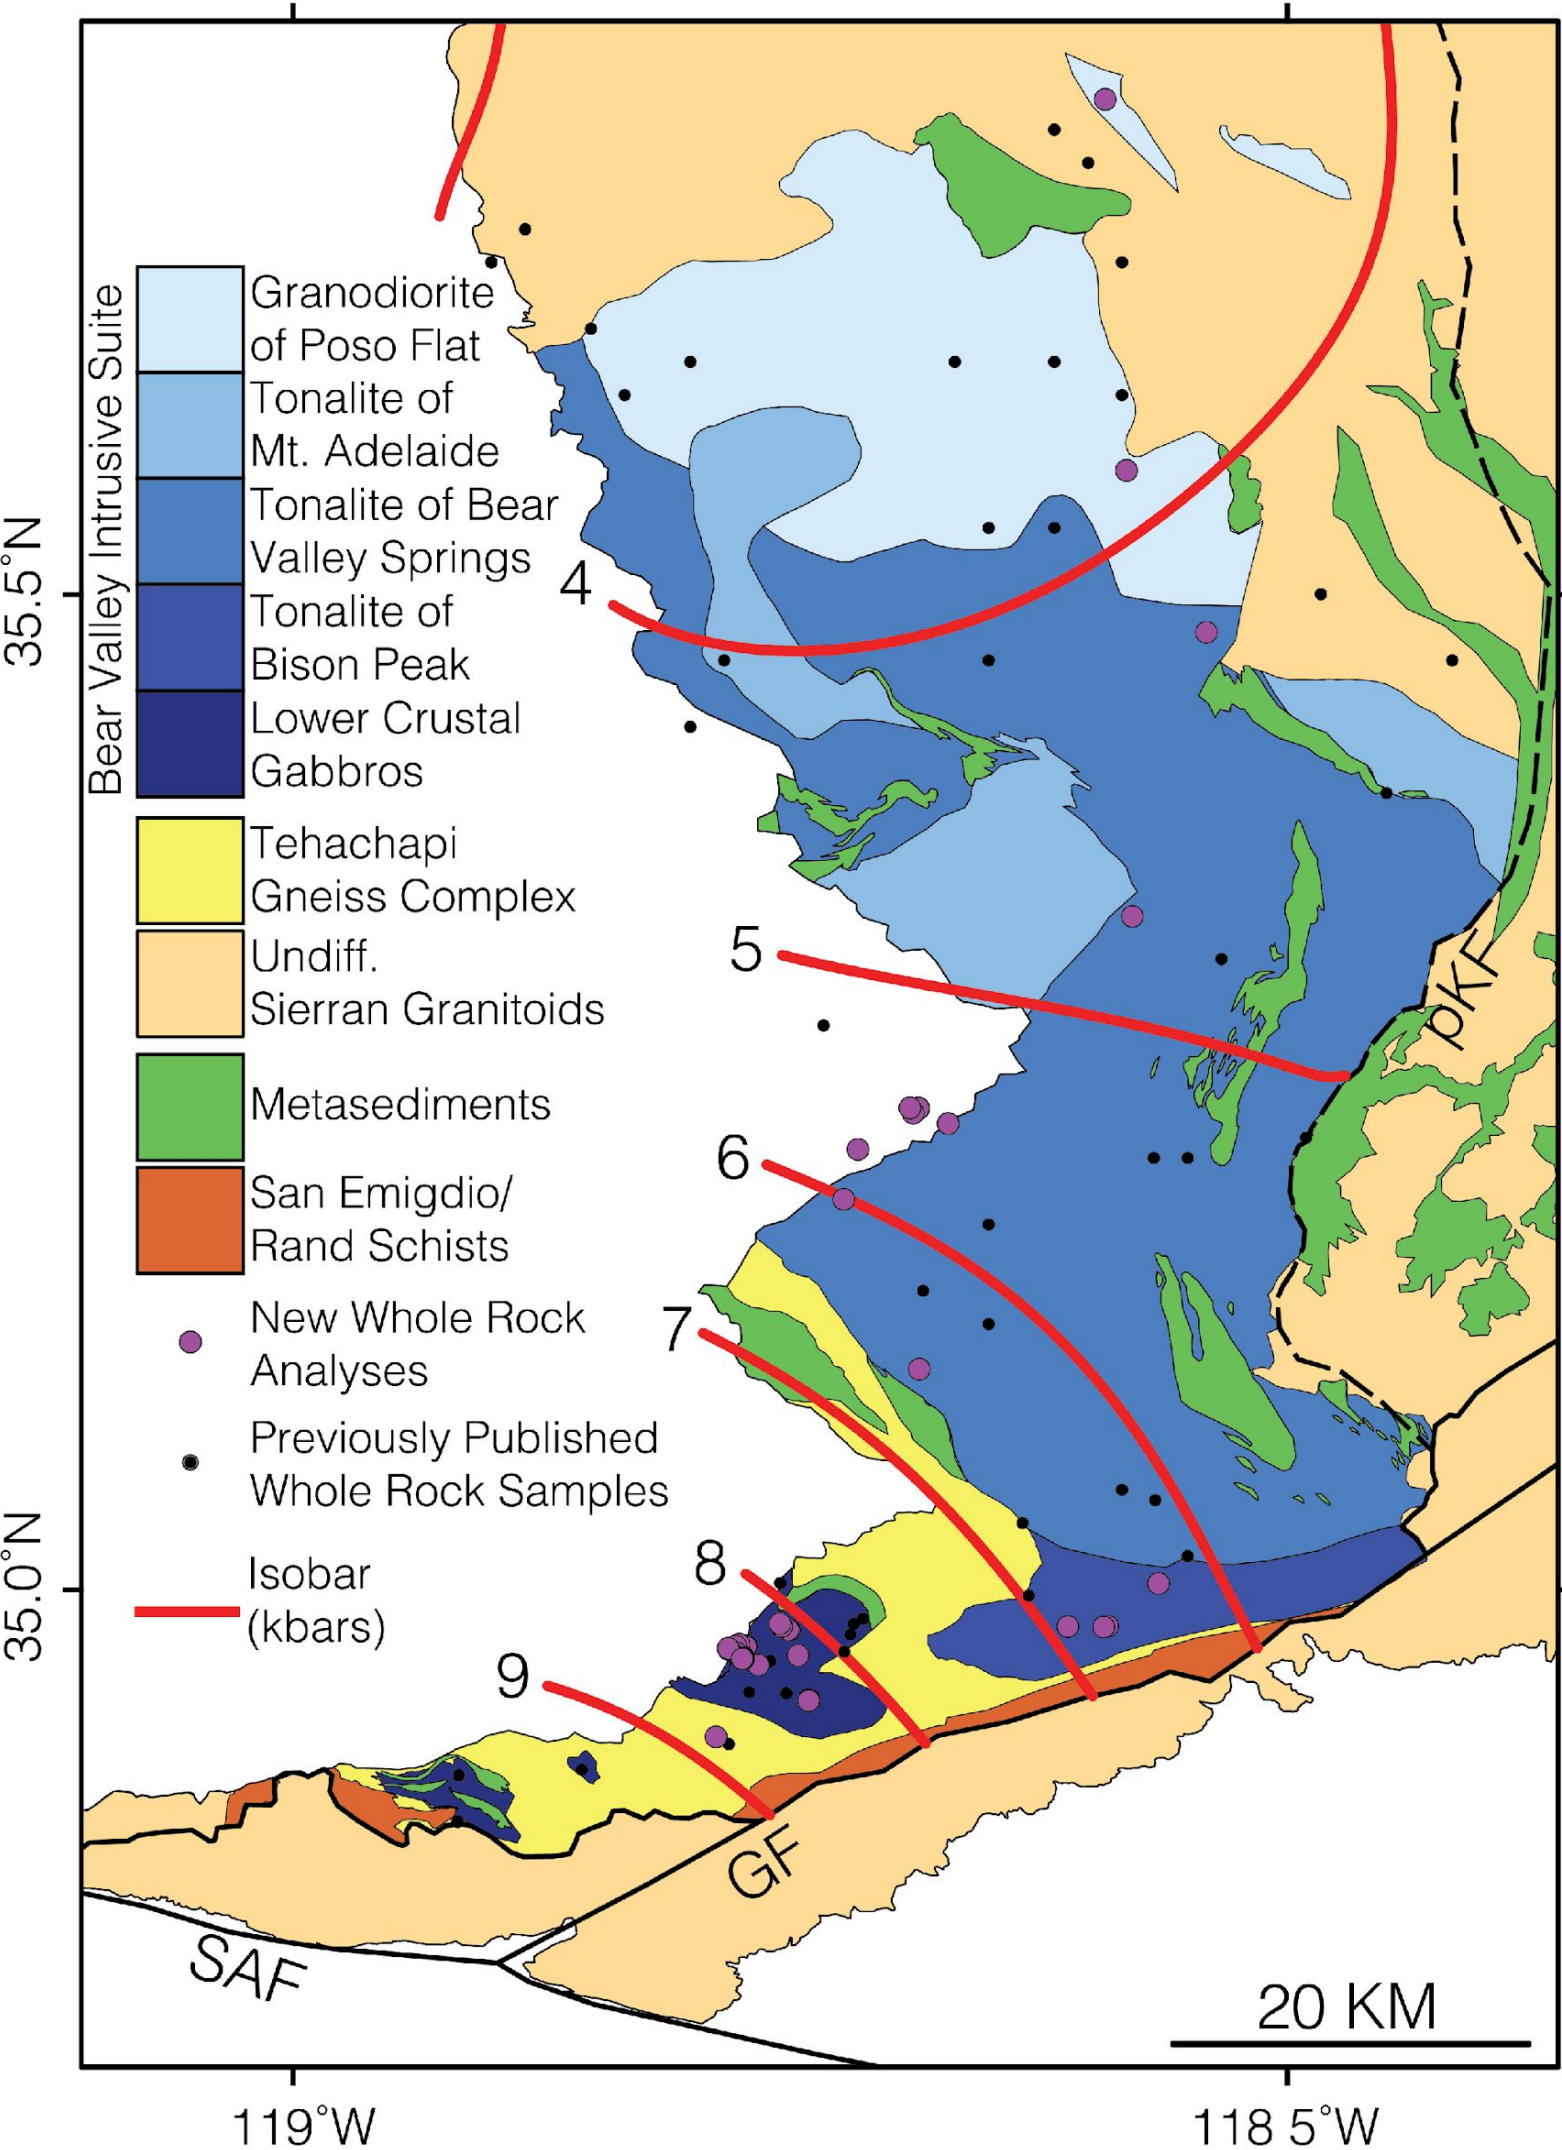 Bear Valley Intrusive Suite
Granodiorite
of Poso Flat
Tonalite of
Mt. Adelaide
Tonalite of Bear
Valley Springs
Tonalite of
Bison Peak
Lower Crustal
Gabbros
Tehachapi
Gneiss Complex
Undiff.
Sierran Granitoids
Metasediments
San Emigdio/
Rand Schists
New Whole Rock
Analyses
Previously Published
Whole Rock Samples
Isobar
(kbars)
35.5°N
35.0°N
4
5
6
7
8
9
pKF
GF
SAF
20 KM
119°W
118 5°W